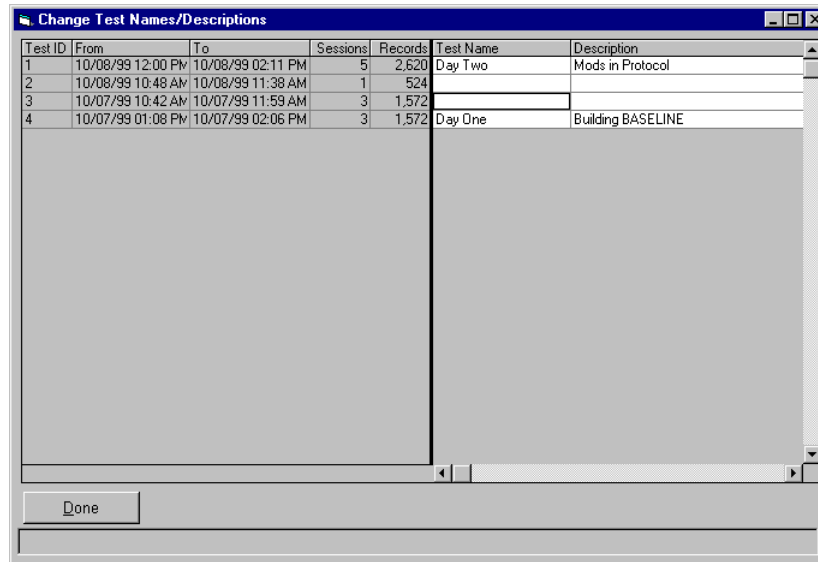 Change Test Names/Descriptions
Test ID From To Sessions Records Test Name Description
1 10/08/99 12:00 PM 10/08/99 02:11 PM 5 2,620 Day Two Mods in Protocol
2 10/08/99 10:48 AM 10/08/99 11:38 AM 1 524
3 10/07/99 10:42 AM 10/07/99 11:59 AM 3 1,572
4 10/07/99 01:08 PM 10/07/99 02:06 PM 3 1,572 Day One Building BASELINE
Done